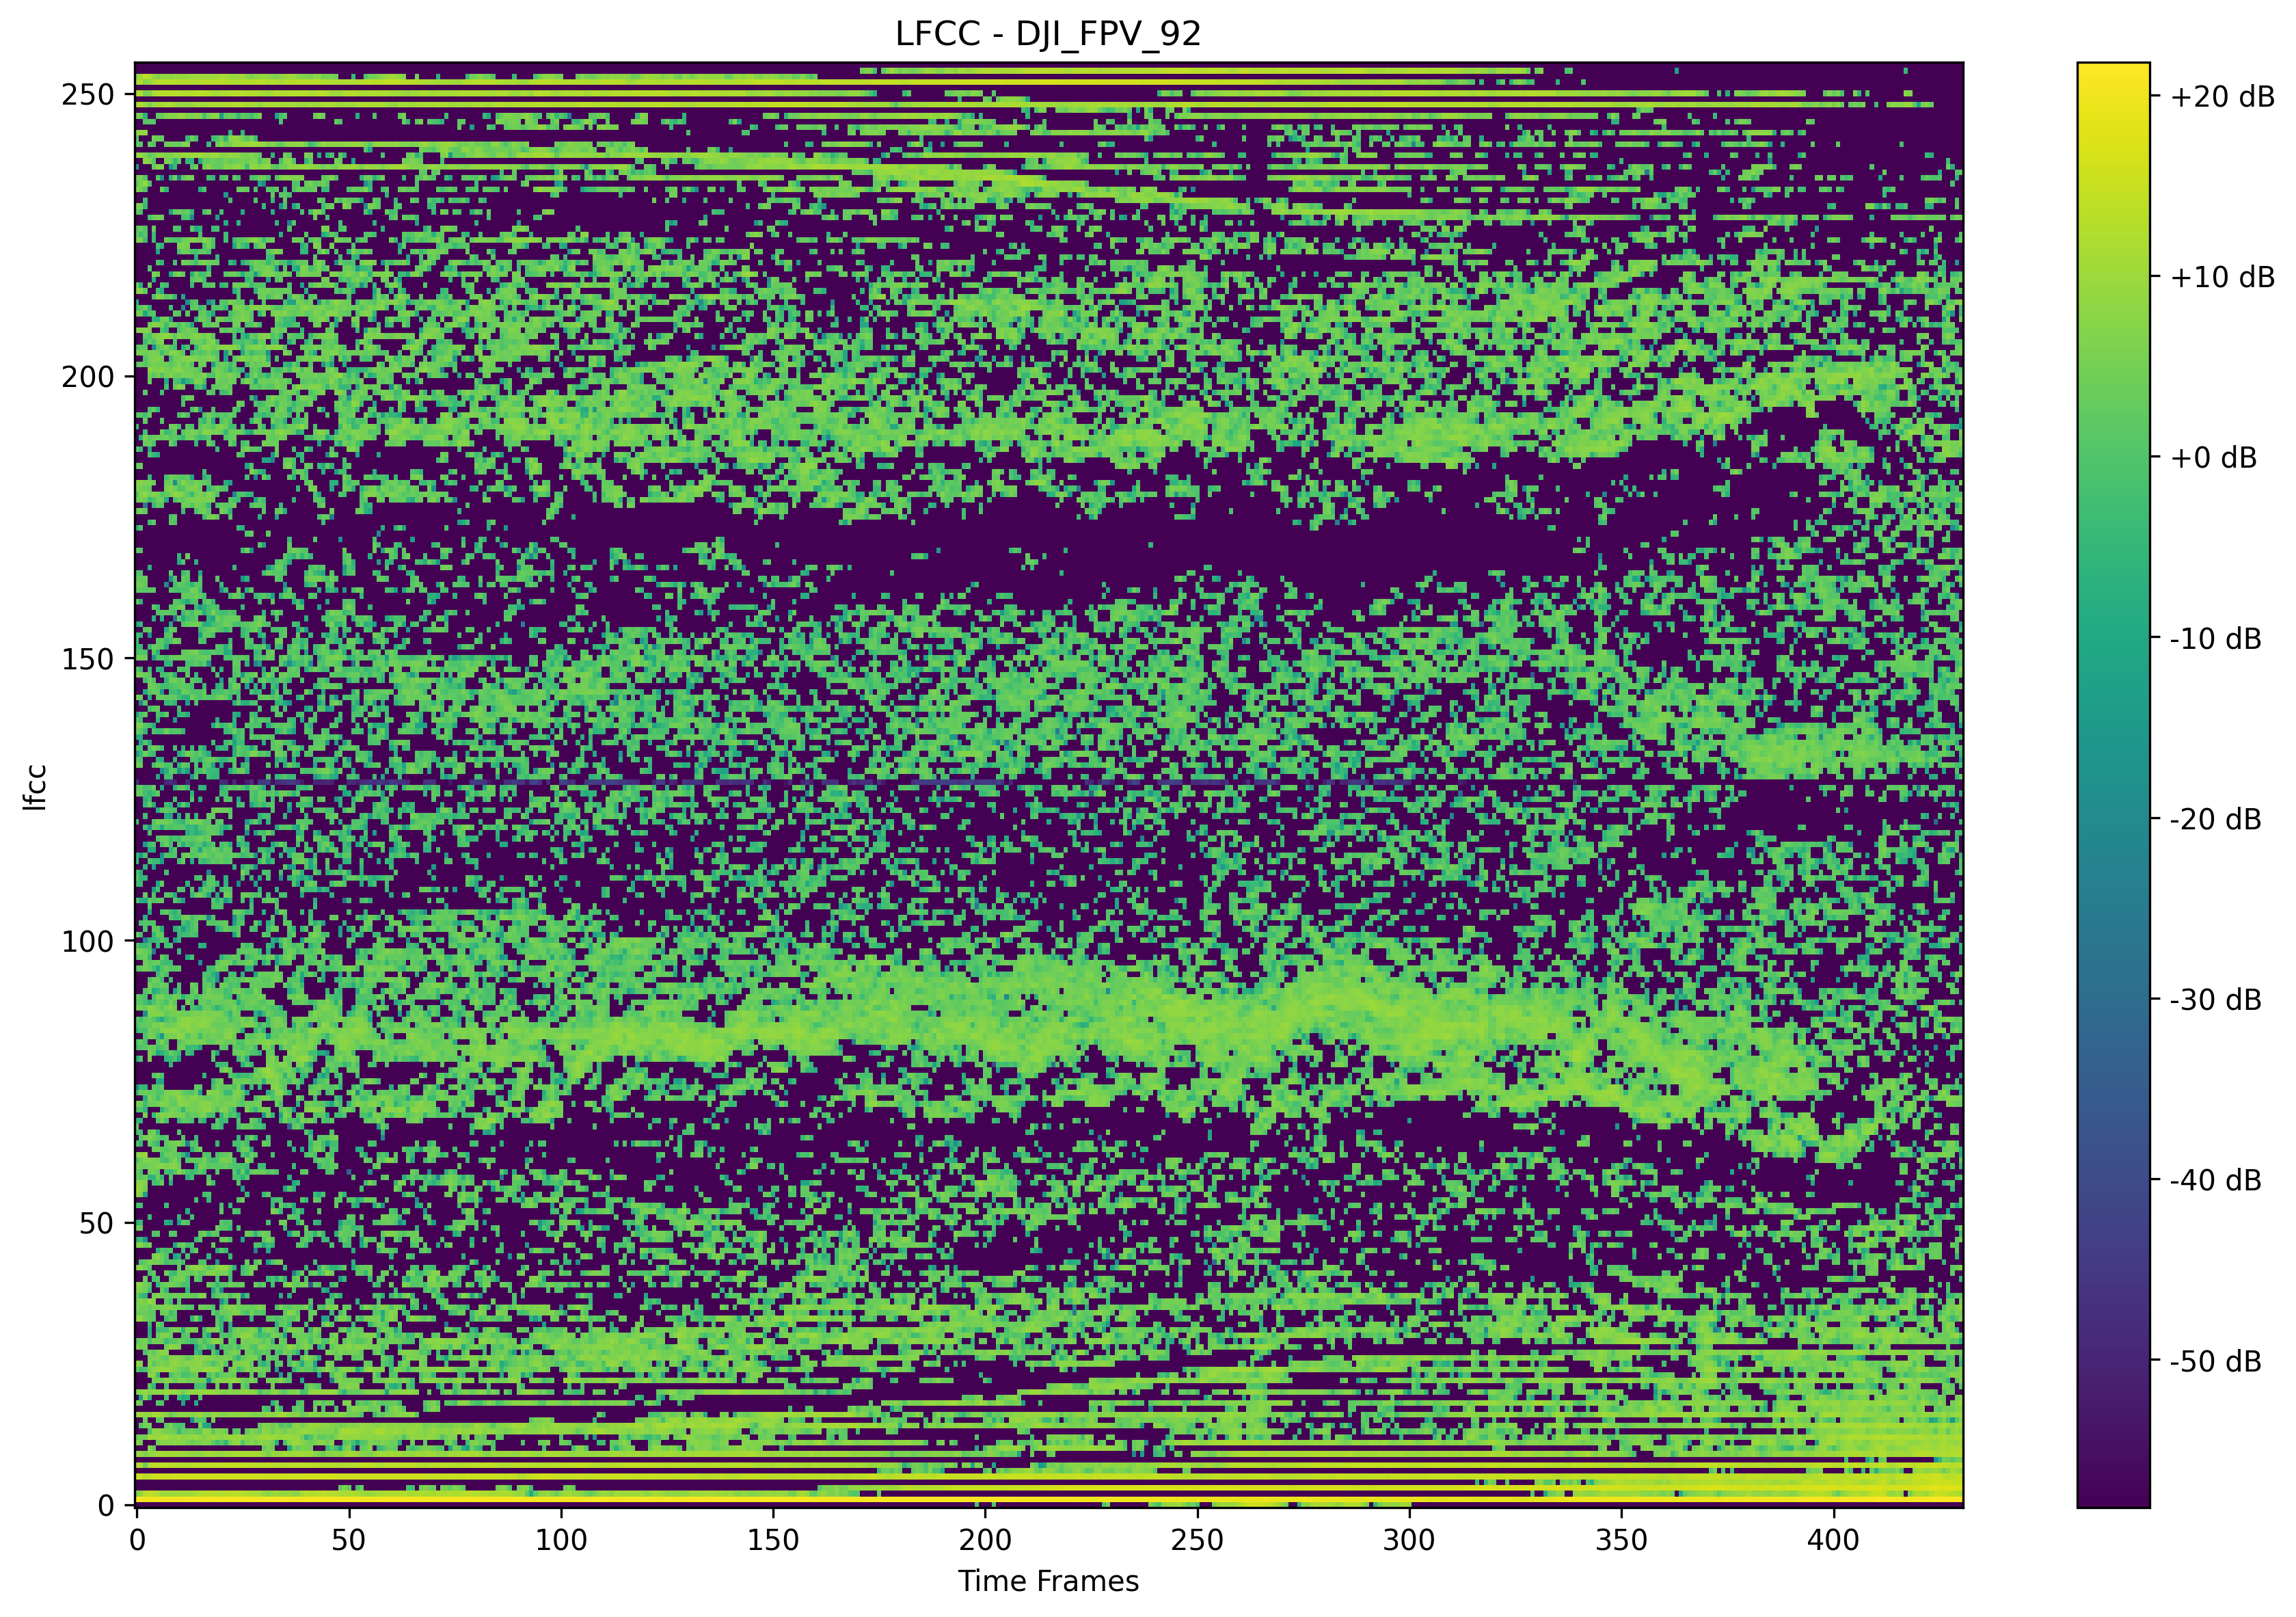 LFCC - DJI_FPV_92
250
200
150
100
50
0
lfcc
0 50 100 150 200 250 300 350 400
Time Frames
+20 dB
+10 dB
+0 dB
-10 dB
-20 dB
-30 dB
-40 dB
-50 dB